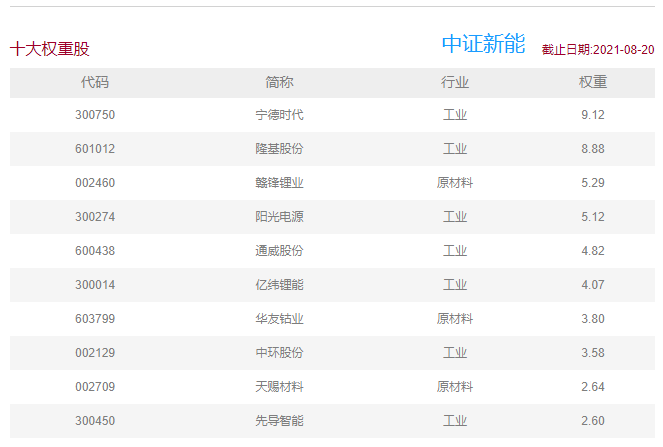 十大权重股 中证新能 截止日期:2021-08-20
代码 简称 行业 权重
300750 宁德时代 工业 9.12
601012 隆基股份 工业 8.88
002460 赣锋锂业 原材料 5.29
300274 阳光电源 工业 5.12
600438 通威股份 工业 4.82
300014 亿纬锂能 工业 4.07
603799 华友钴业 原材料 3.80
002129 中环股份 工业 3.58
002709 天赐材料 原材料 2.64
300450 先导智能 工业 2.60